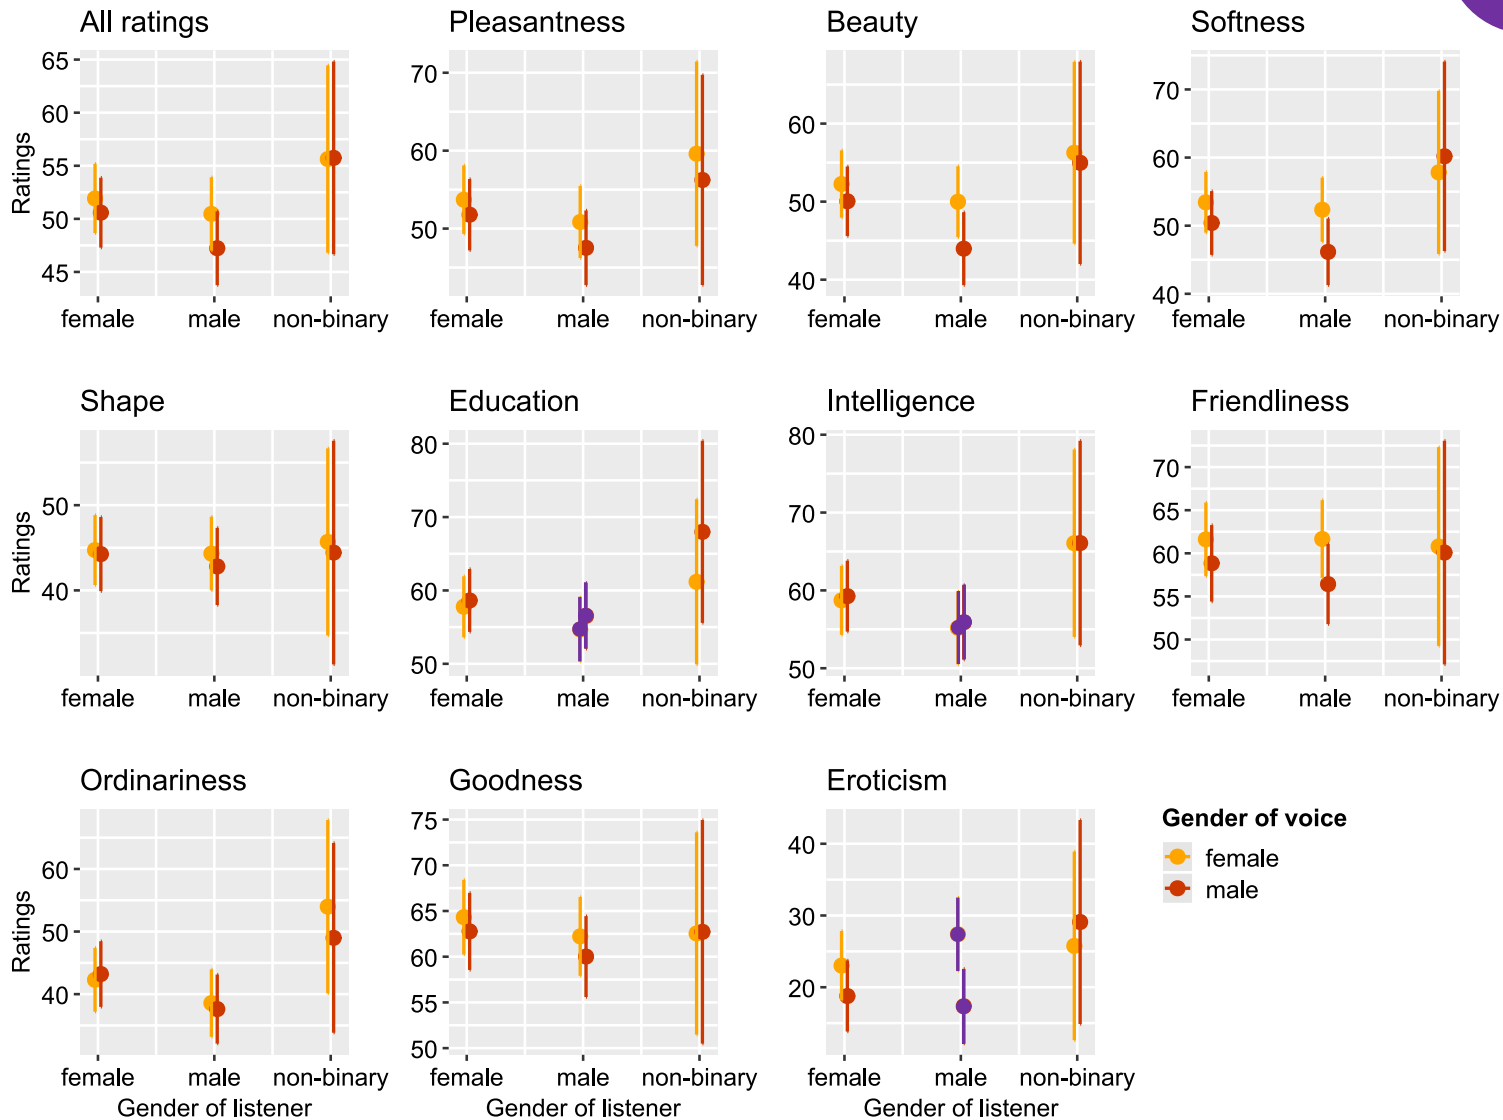 All ratings
Pleasantness
Beauty
Softness
Ratings
65
60
55
50
45
70
60
50
60
50
40
70
60
50
40
female male non-binary
female male non-binary
female male non-binary
female male non-binary
Shape
Education
Intelligence
Friendliness
Ratings
50
40
80
70
60
50
80
70
60
50
70
65
60
55
50
female male non-binary
female male non-binary
female male non-binary
female male non-binary
Ordinariness
Goodness
Eroticism
Ratings
60
50
40
75
70
65
60
55
50
40
30
20
female male non-binary
female male non-binary
female male non-binary
Gender of listener
Gender of listener
Gender of listener
Gender of voice
female
male